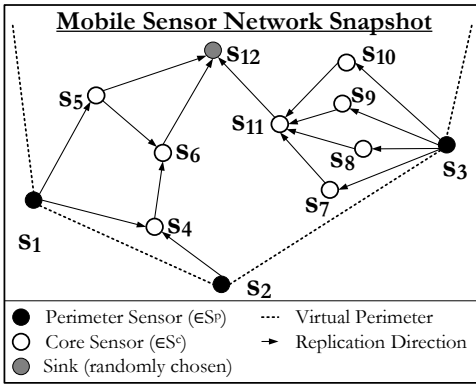 Mobile Sensor Network Snapshot
s12
s10
s5
s9
s11
s6
s8
s3
s7
s4
s1
s2
Perimeter Sensor (∈Sᵖ)
Virtual Perimeter
Core Sensor (∈Sᶜ)
Replication Direction
Sink (randomly chosen)